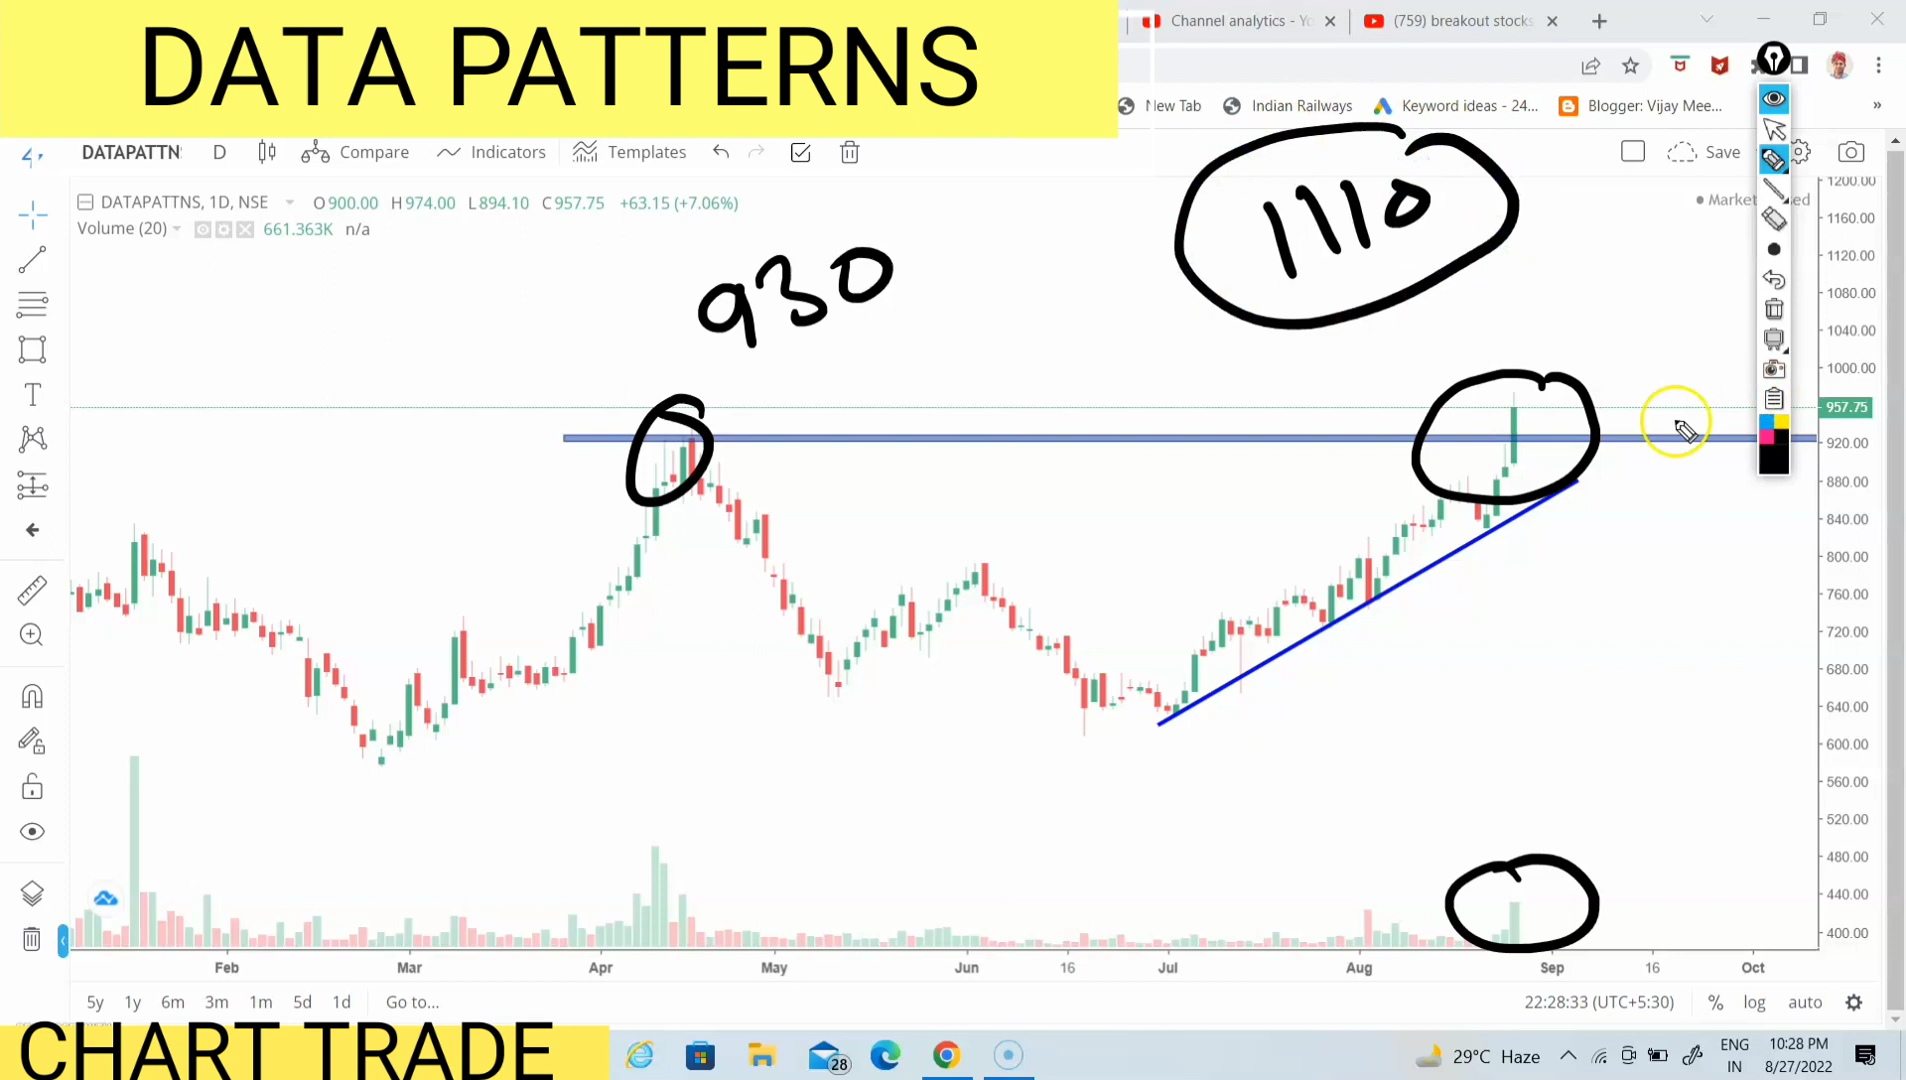 DATA PATTERNS
Channel analytics - Yo
(759) breakout stocks
New Tab
Indian Railways
Keyword ideas - 24...
Blogger: Vijay Mee...
»
DATAPATTN
D
Compare
Indicators
Templates
Save
DATAPATTNS, 1D, NSE
O900.00 H974.00 L894.10 C957.75 +63.15 (+7.06%)
Market
sed
Volume (20)
661.363K n/a
930
1110
1200.00
1160.00
1120.00
1080.00
1040.00
1000.00
957.75
920.00
880.00
840.00
800.00
760.00
720.00
680.00
640.00
600.00
560.00
520.00
480.00
440.00
400.00
Feb Mar Apr May Jun 16 Jul Aug Sep 16 Oct
5y 1y 6m 3m 1m 5d 1d Go to...
22:28:33 (UTC+5:30) % log auto
CHART TRADE
28
29°C Haze
ENG
IN
10:28 PM
8/27/2022